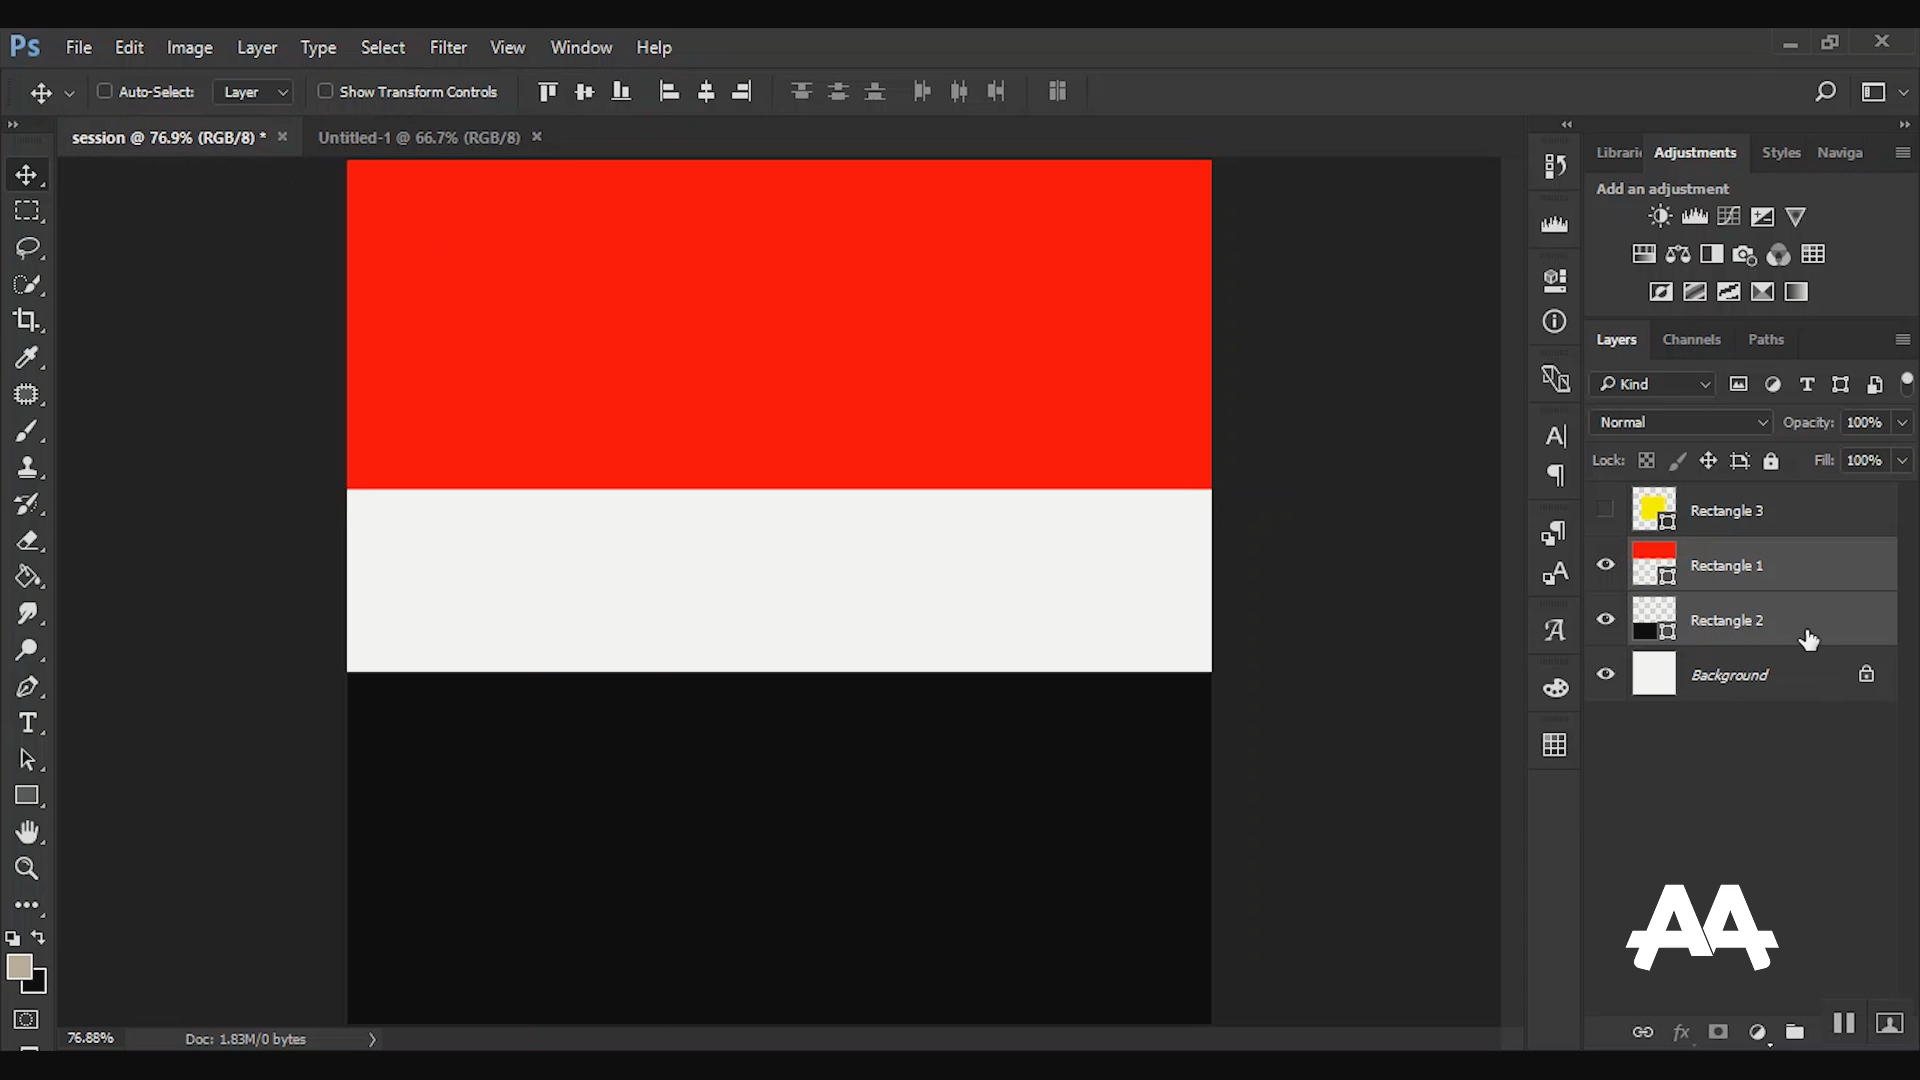 Ps File Edit Image Layer Type Select Filter View Window Help
Auto-Select: Layer Show Transform Controls
session @ 76.9% (RGB/8) * Untitled-1 @ 66.7% (RGB/8)
Librari Adjustments Styles Naviga
Add an adjustment
Layers Channels Paths
Kind
Normal Opacity: 100%
Lock: Fill: 100%
Rectangle 3
Rectangle 1
Rectangle 2
Background
AA
76.88% Doc: 1.83M/0 bytes
fx